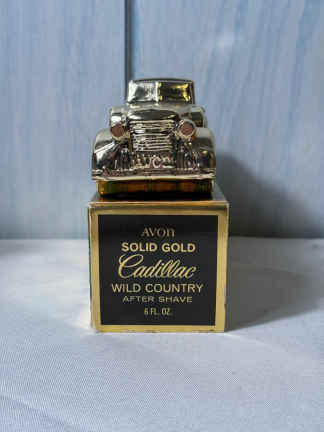 Avon
SOLID GOLD
Cadillac
WILD COUNTRY
AFTER SHAVE
6 FL. OZ.